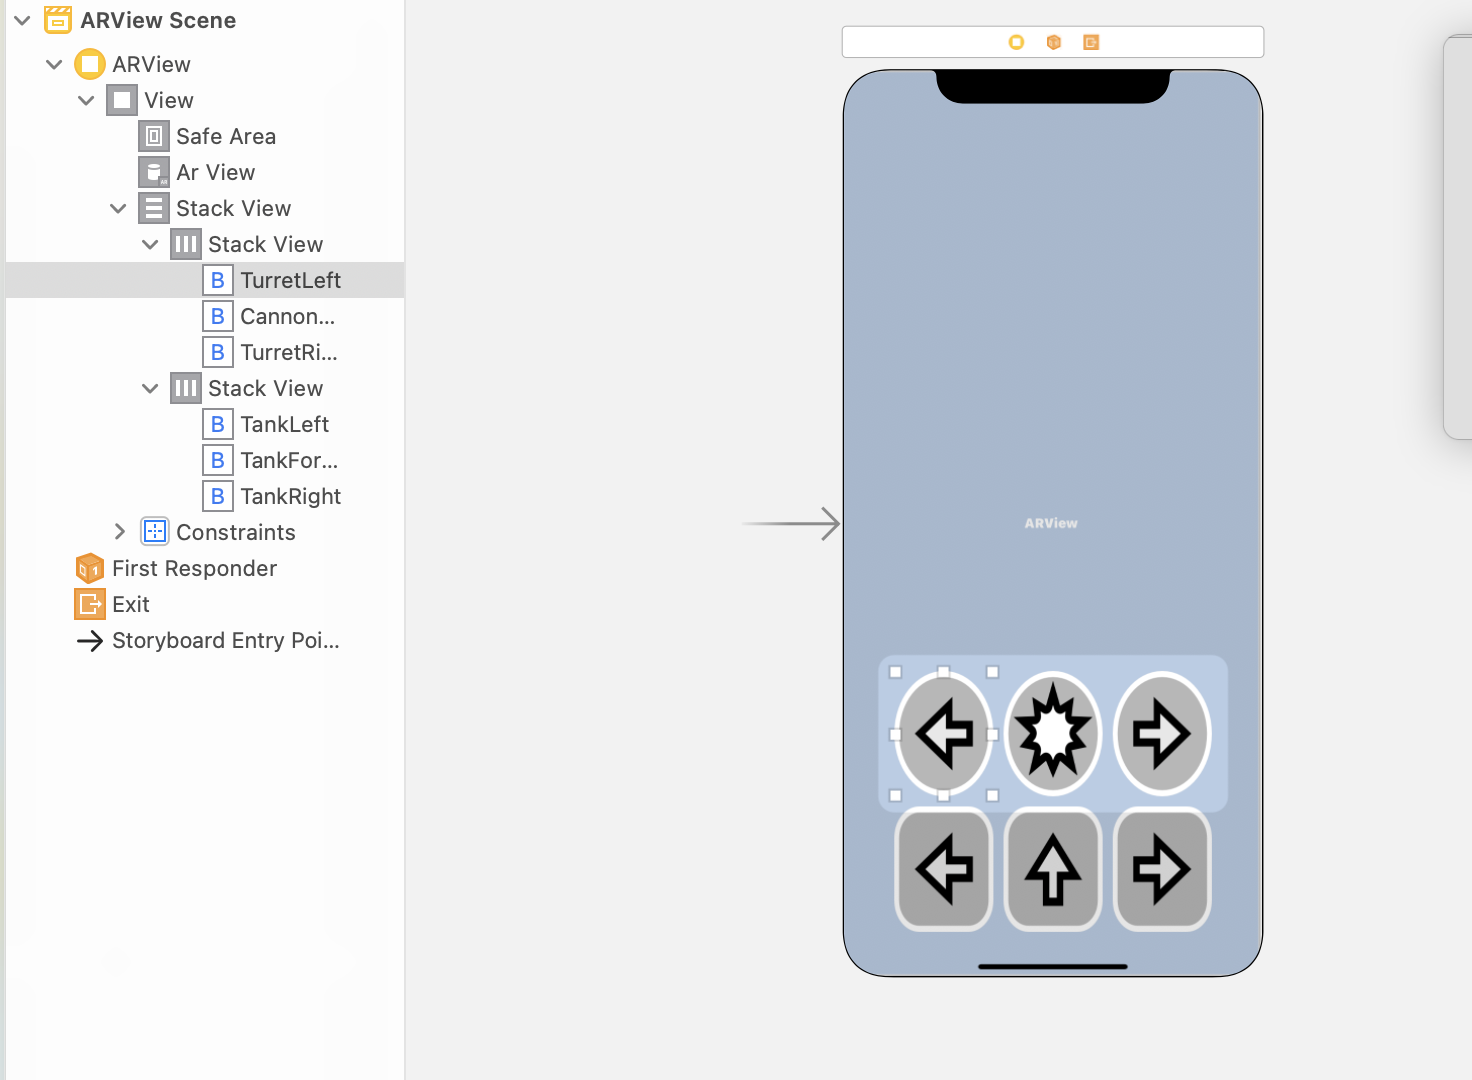 ARView Scene
ARView
View
Safe Area
Ar View
Stack View
Stack View
B TurretLeft
B Cannon...
B TurretRi...
Stack View
B TankLeft
B TankFor...
B TankRight
Constraints
First Responder
Exit
Storyboard Entry Poi...
ARView